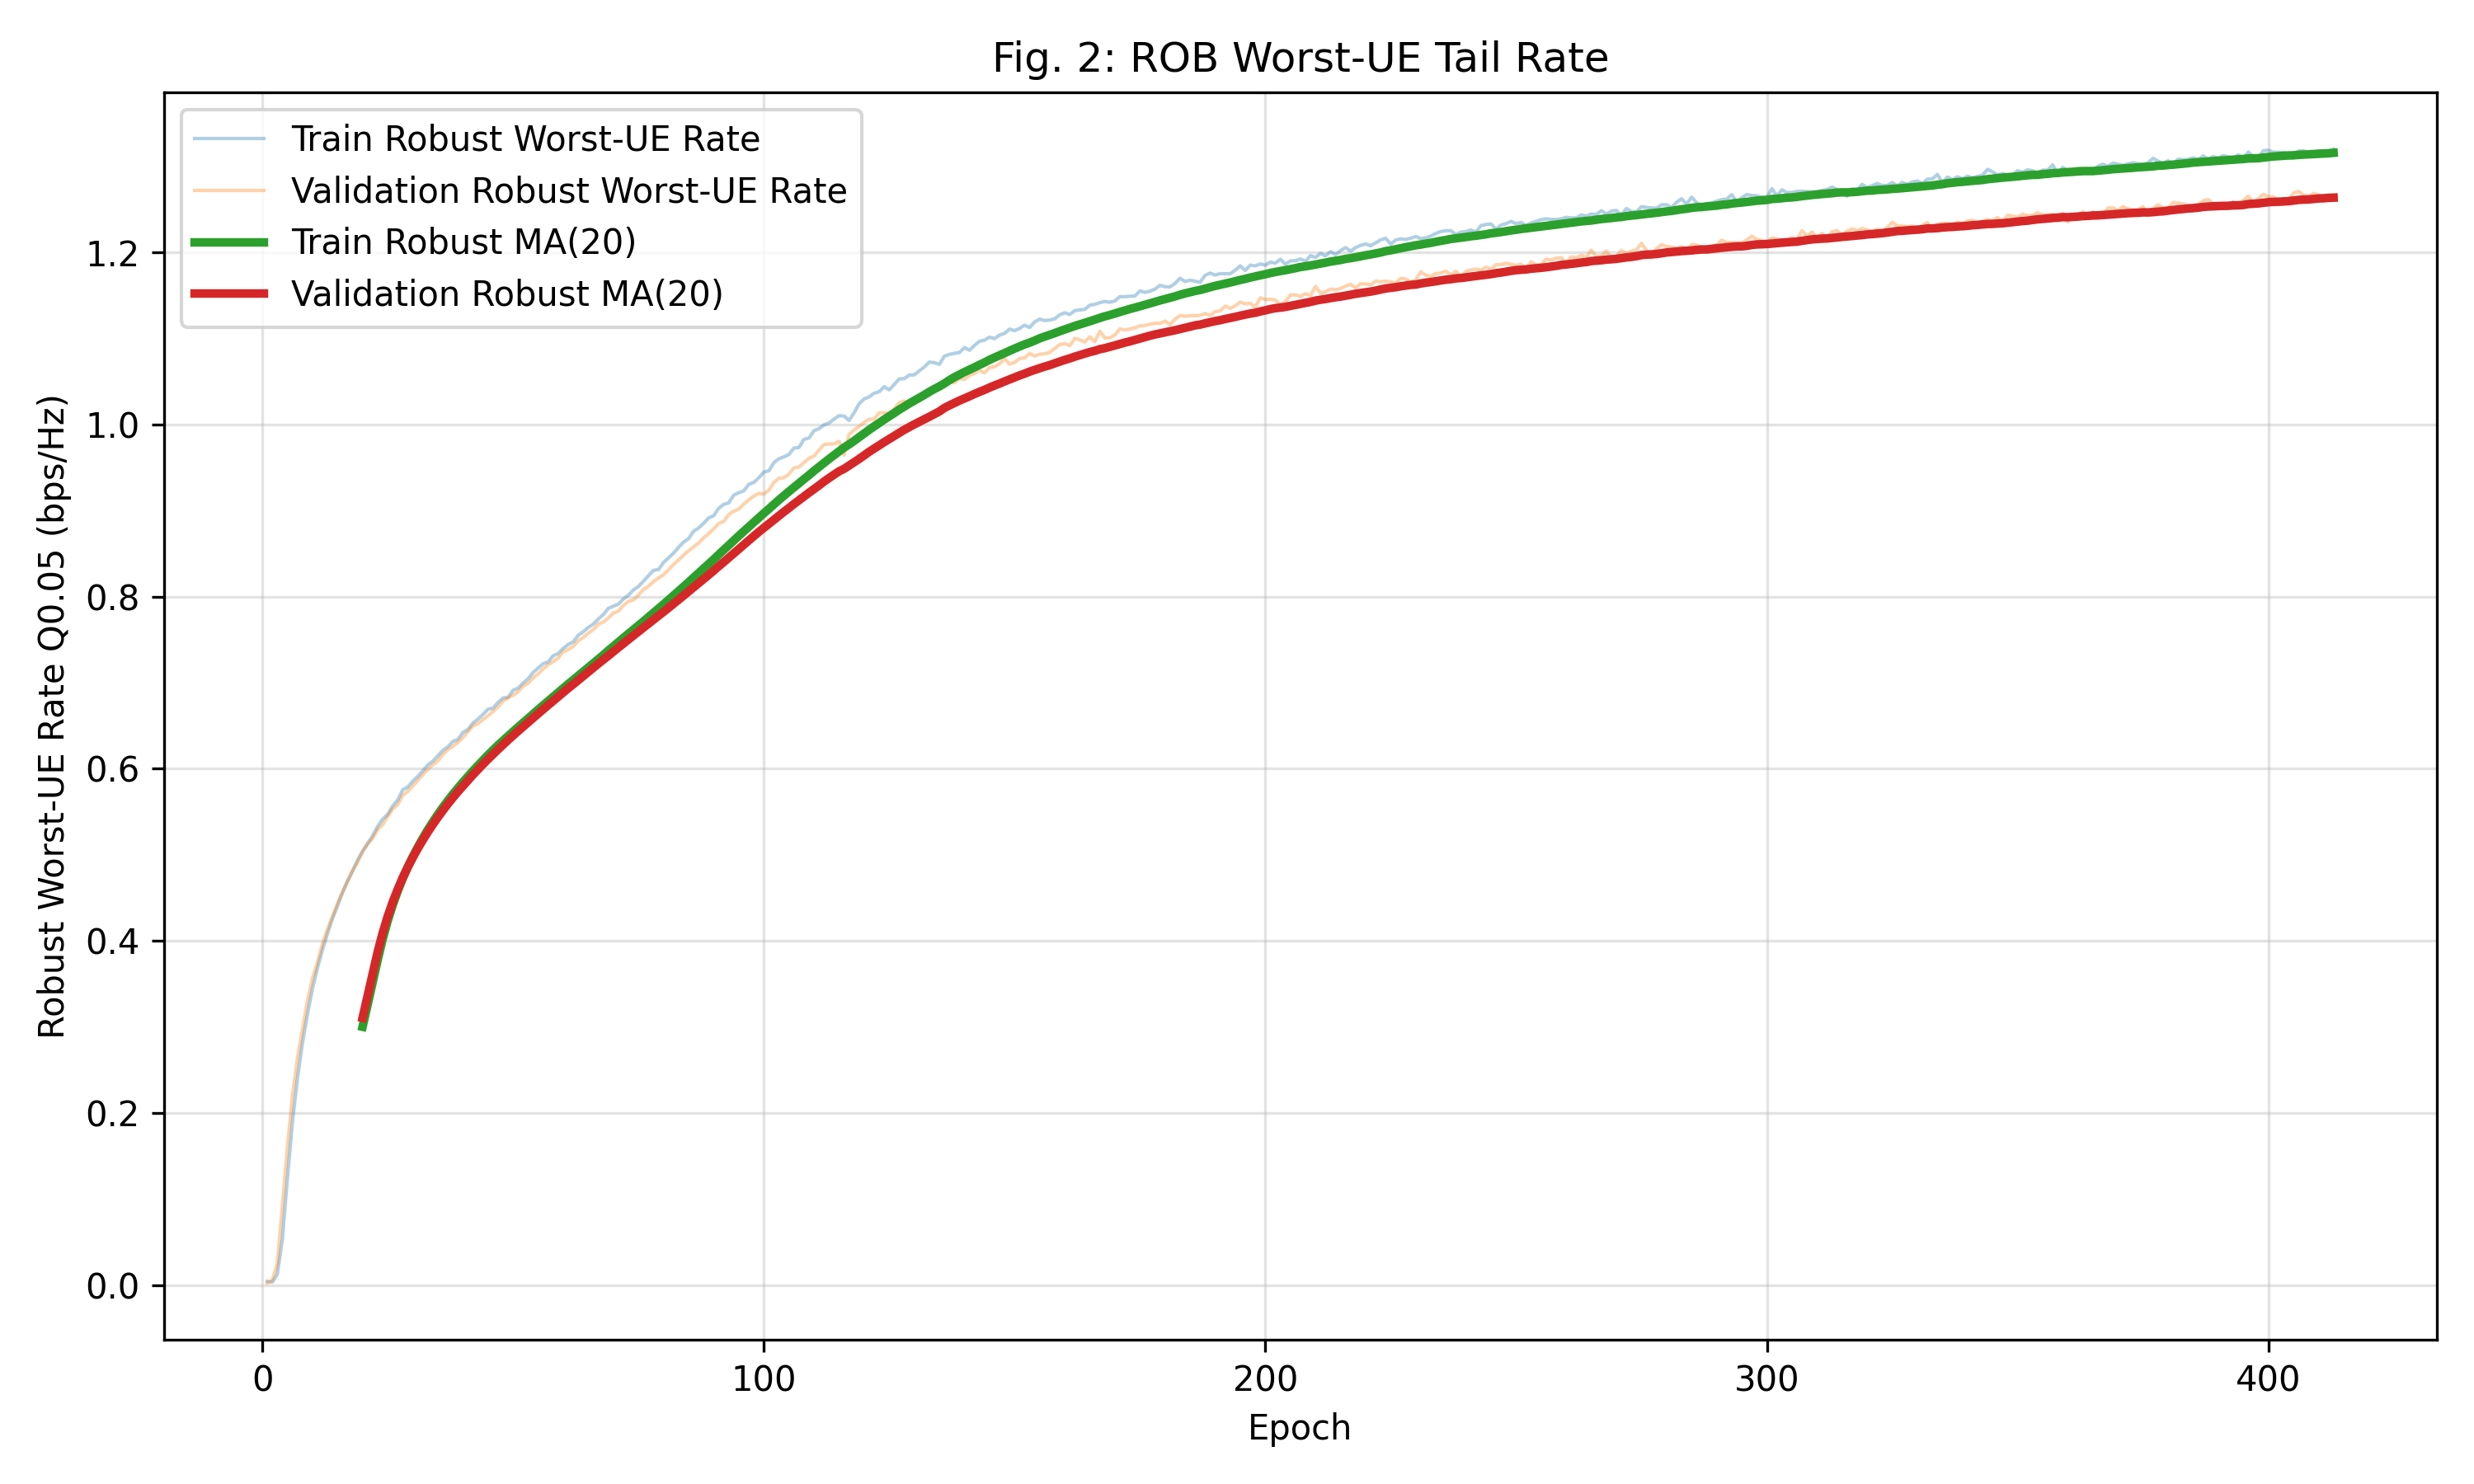 Fig. 2: ROB Worst-UE Tail Rate
Train Robust Worst-UE Rate
Validation Robust Worst-UE Rate
Train Robust MA(20)
Validation Robust MA(20)
Robust Worst-UE Rate Q0.05 (bps/Hz)
1.2
1.0
0.8
0.6
0.4
0.2
0.0
0 100 200 300 400
Epoch